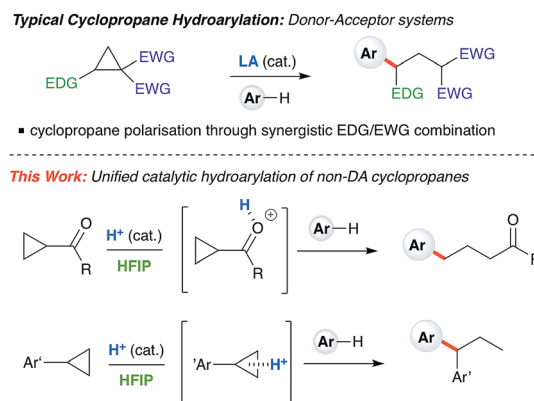 Typical Cyclopropane Hydroarylation: Donor-Acceptor systems
EWG
EWG
EDG
LA (cat.)
Ar—H
Ar
EWG
EDG EWG
▪ cyclopropane polarisation through synergistic EDG/EWG combination
This Work: Unified catalytic hydroarylation of non-DA cyclopropanes
O
R
H+ (cat.)
HFIP
H
O
⊕
R
Ar—H
Ar
O
Ar‘
H+ (cat.)
HFIP
'Ar
H+
Ar—H
Ar
Ar’